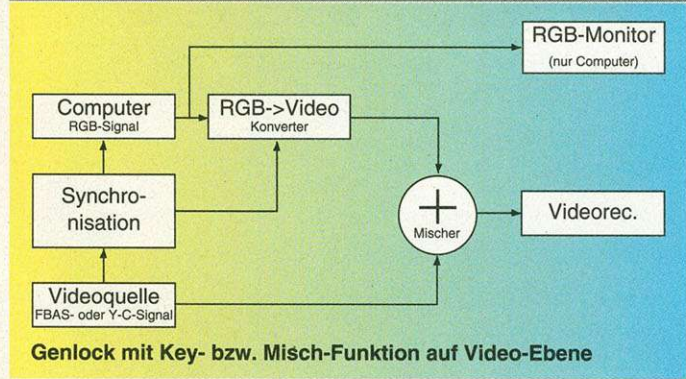 RGB-Monitor
(nur Computer)
Computer
RGB-Signal
RGB->Video
Konverter
Synchro-
nisation
+
Mischer
Videorec.
Videoquelle
FBAS- oder Y-C-Signal
Genlock mit Key- bzw. Misch-Funktion auf Video-Ebene